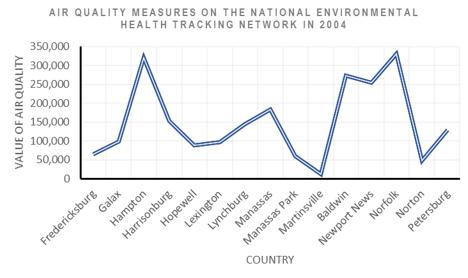 AIR QUALITY MEASURES ON THE NATIONAL ENVIRONMENTAL
HEALTH TRACKING NETWORK IN 2004
VALUE OF AIR QUALITY
350,000
300,000
250,000
200,000
150,000
100,000
50,000
0
Fredericksburg
Galax
Hampton
Harrisonburg
Hopewell
Lexington
Lynchburg
Manassas
Manassas Park
Martinsville
Baldwin
Newport News
Norfolk
Norton
Petersburg
COUNTRY